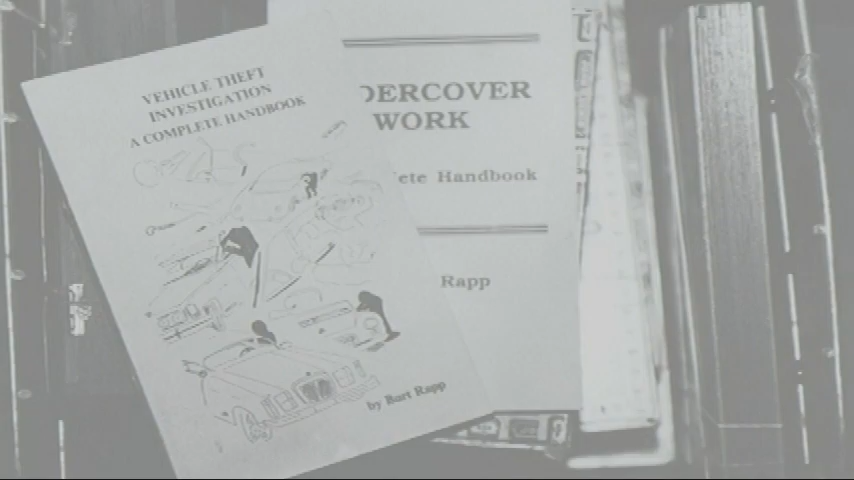 VEHICLE THEFT
INVESTIGATION
A COMPLETE HANDBOOK
by Burt Rapp
DERCOVER
WORK
ete Handbook
Rapp